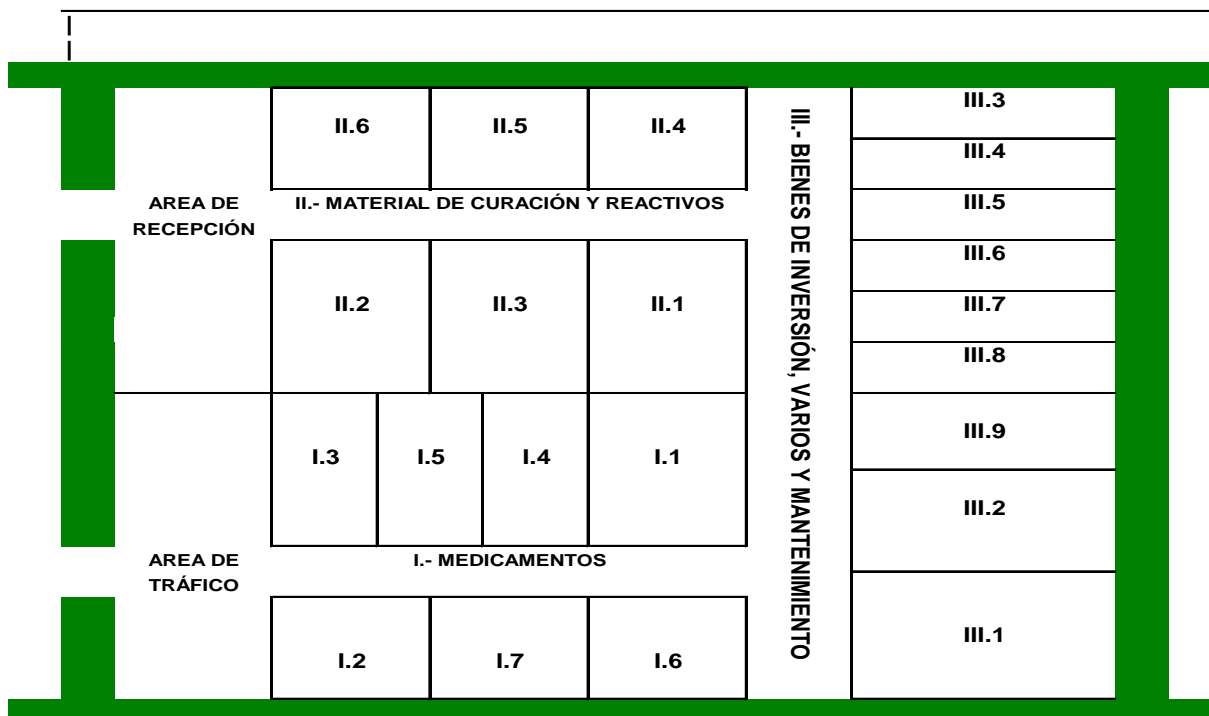 II.6
II.5
II.4
III.3
III.4
AREA DE
RECEPCIÓN
II.- MATERIAL DE CURACIÓN Y REACTIVOS
III.5
III.6
II.2
II.3
II.1
III.7
III.8
III.- BIENES DE INVERSIÓN, VARIOS Y MANTENIMIENTO
I.3
I.5
I.4
I.1
III.9
III.2
AREA DE
TRÁFICO
I.- MEDICAMENTOS
I.2
I.7
I.6
III.1